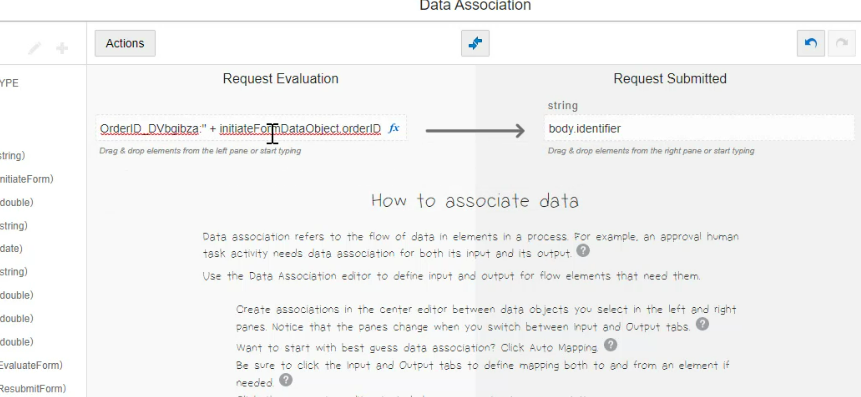 Data Association
Actions
YPE
string)
nitiateForm)
double)
string)
date)
string)
double)
double)
double)
EvaluateForm)
ResubmitForm)
Request Evaluation
Request Submitted
string
OrderID_DVbgibza:" + initiateFormDataObject.orderID fx
body.identifier
Drag & drop elements from the left pane or start typing
Drag & drop elements from the right pane or start typing
How to associate data
Data association refers to the flow of data in elements in a process. For example, an approval human
task activity needs data association for both its input and its output. ?
Use the Data Association editor to define input and output for flow elements that need them.
Create associations in the center editor between data objects you select in the left and right
panes. Notice that the panes change when you switch between Input and Output tabs. ?
Want to start with best guess data association? Click Auto Mapping. ?
Be sure to click the Input and Output tabs to define mapping both to and from an element if
needed. ?